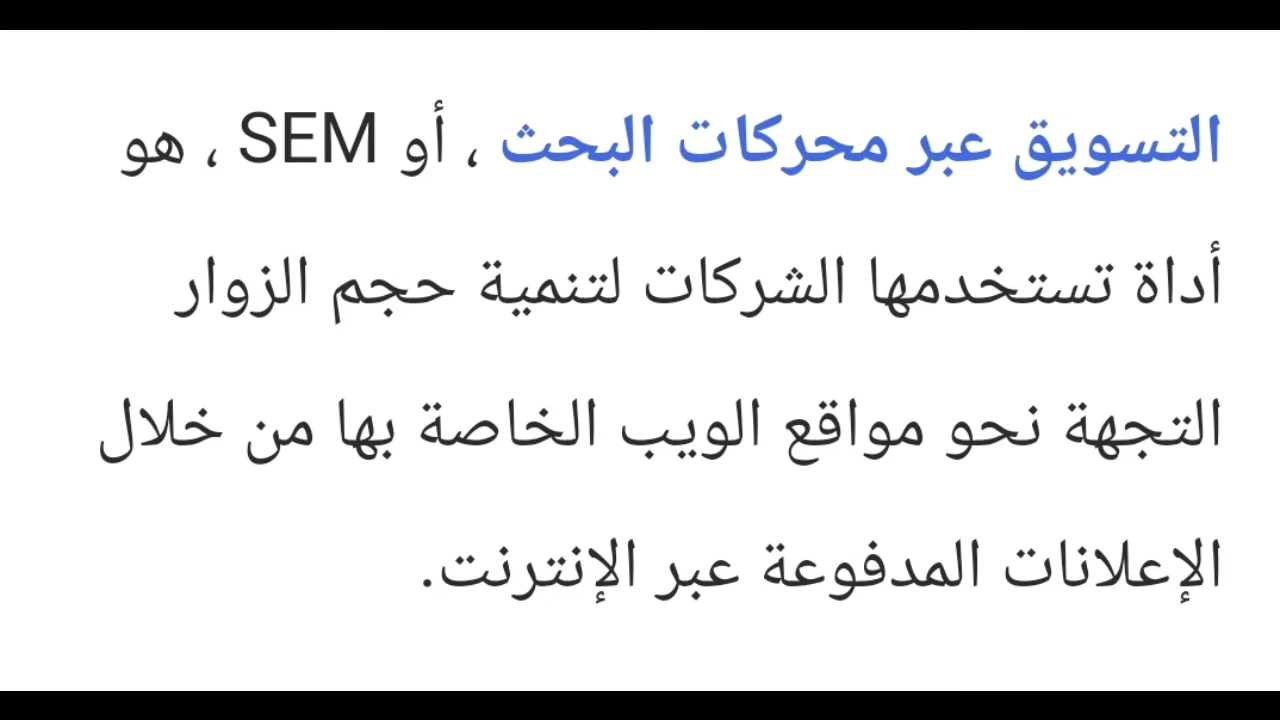 التسويق عبر محركات البحث ، أو SEM ، هو
أداة تستخدمها الشركات لتنمية حجم الزوار
التجهة نحو مواقع الويب الخاصة بها من خلال
الإعلانات المدفوعة عبر الإنترنت.